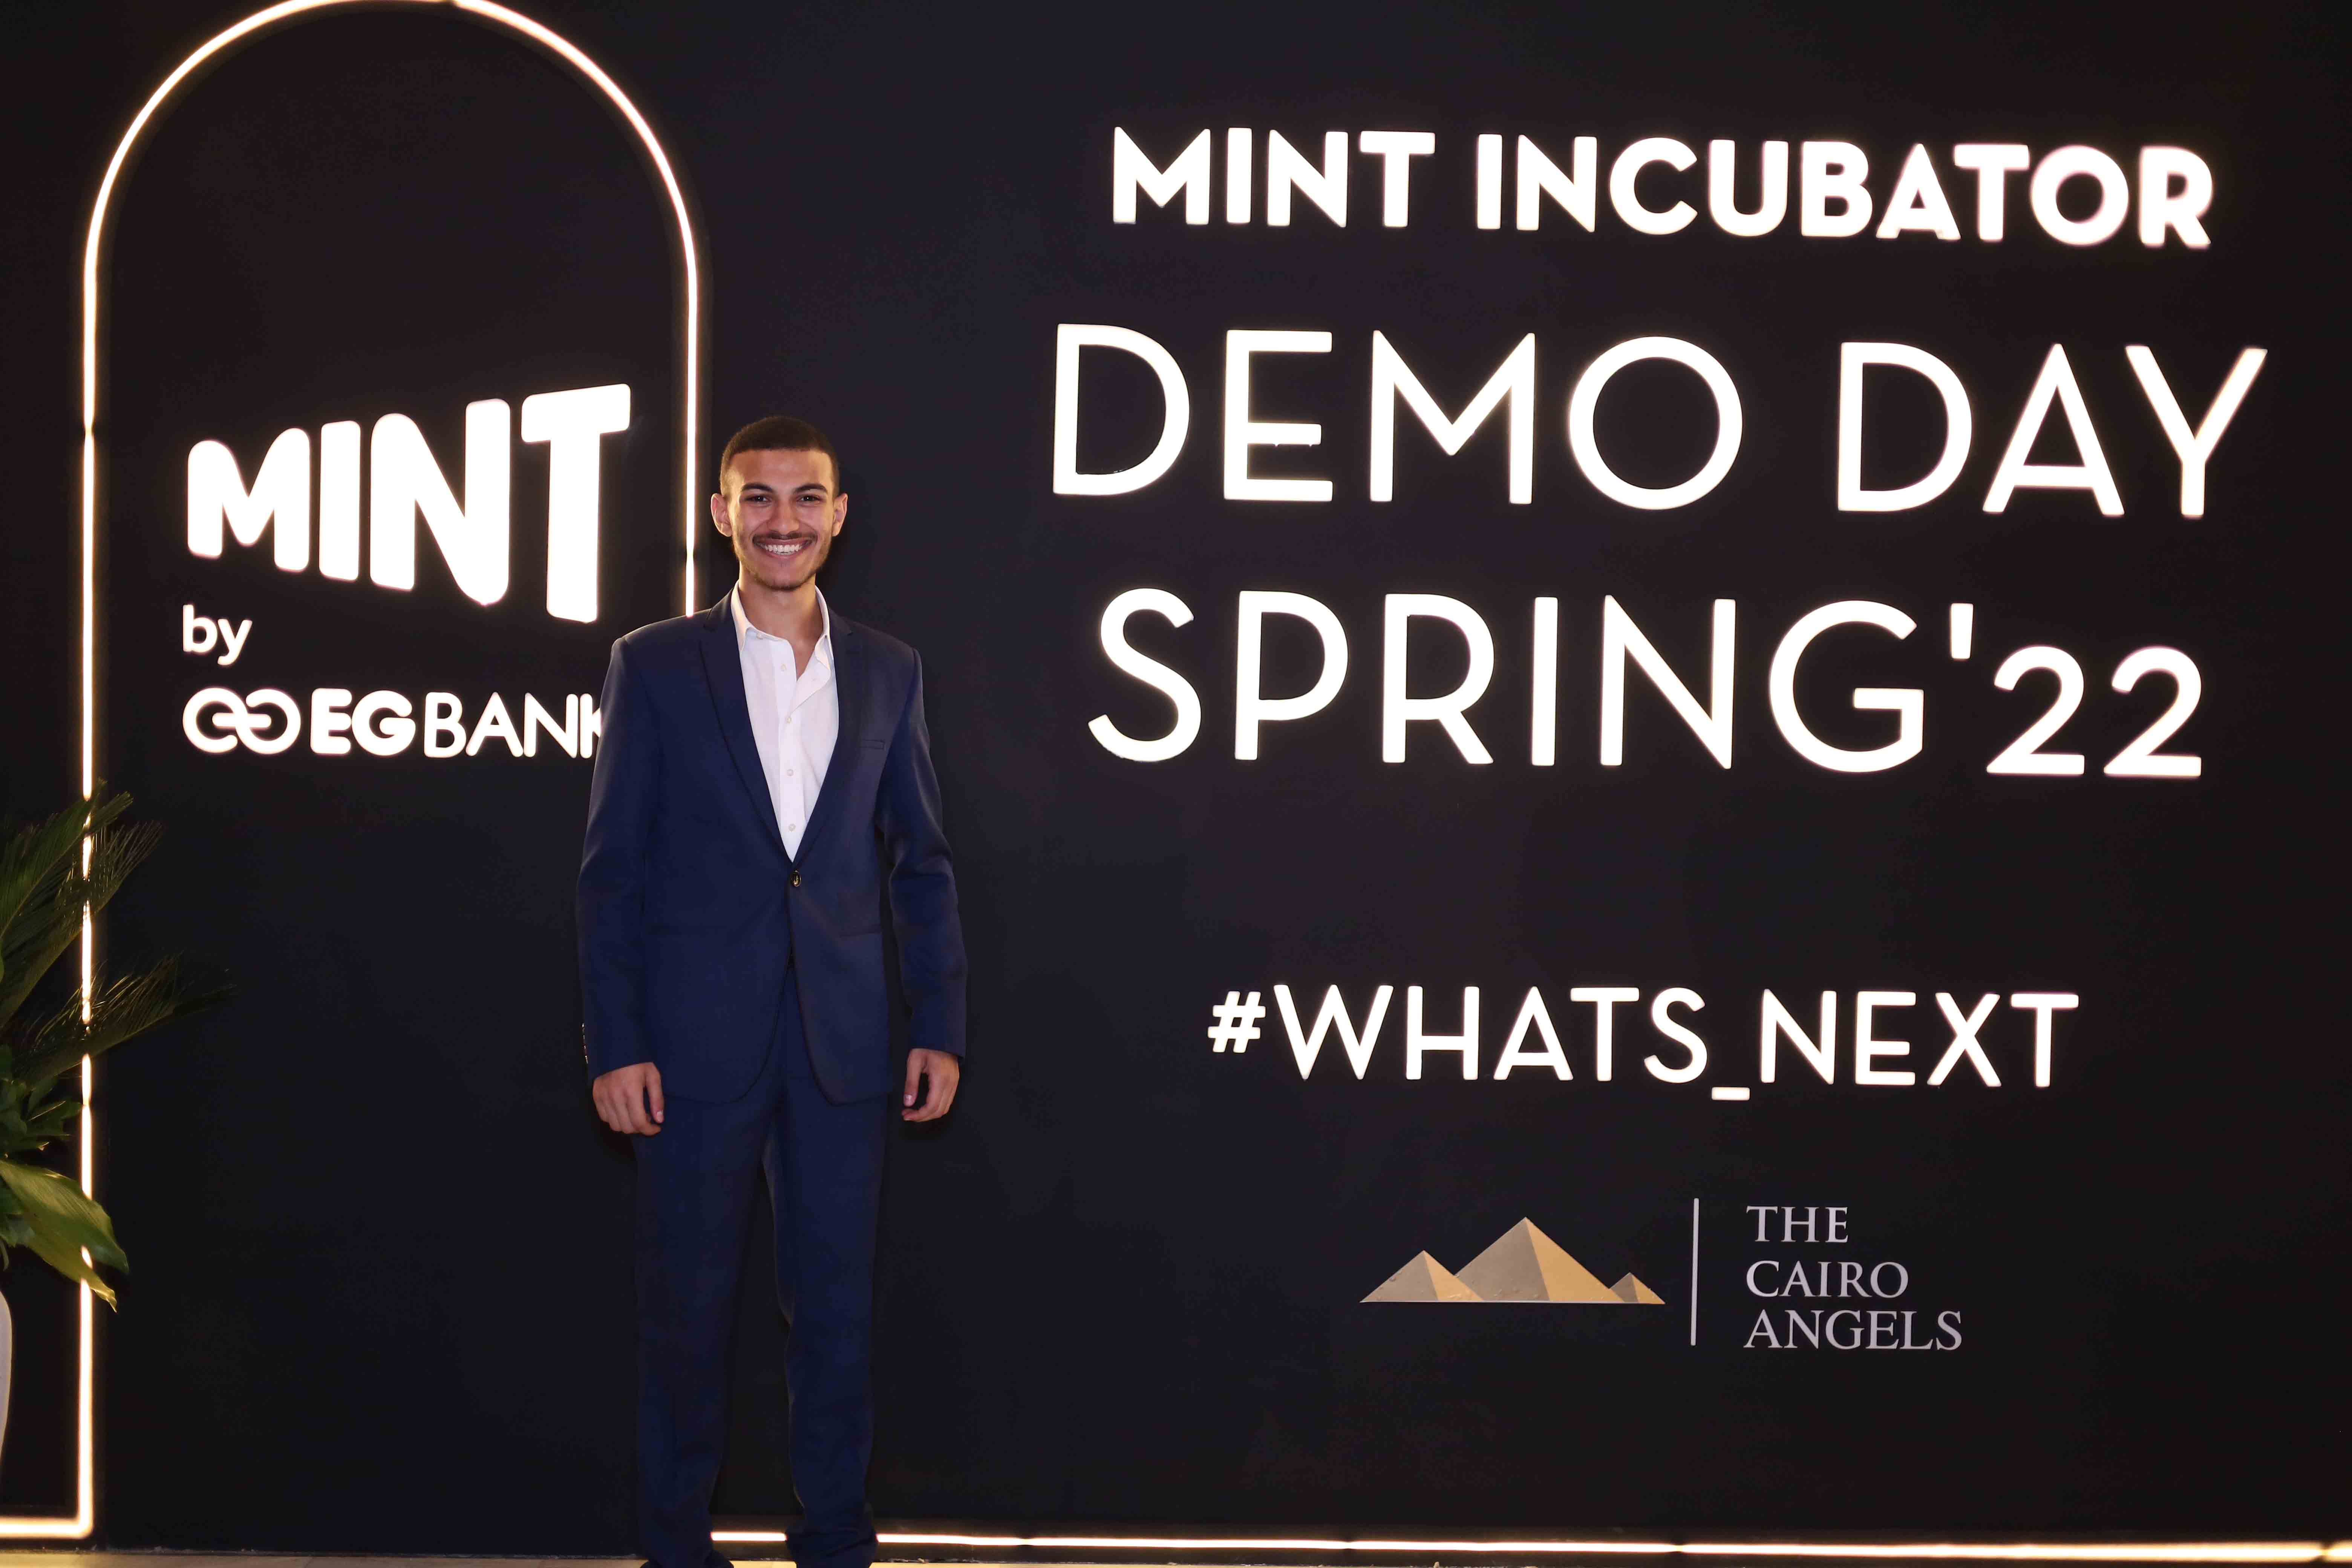 MINT
by
EGBANK
MINT INCUBATOR
DEMO DAY
SPRING'22
#WHATS_NEXT
THE
CAIRO
ANGELS